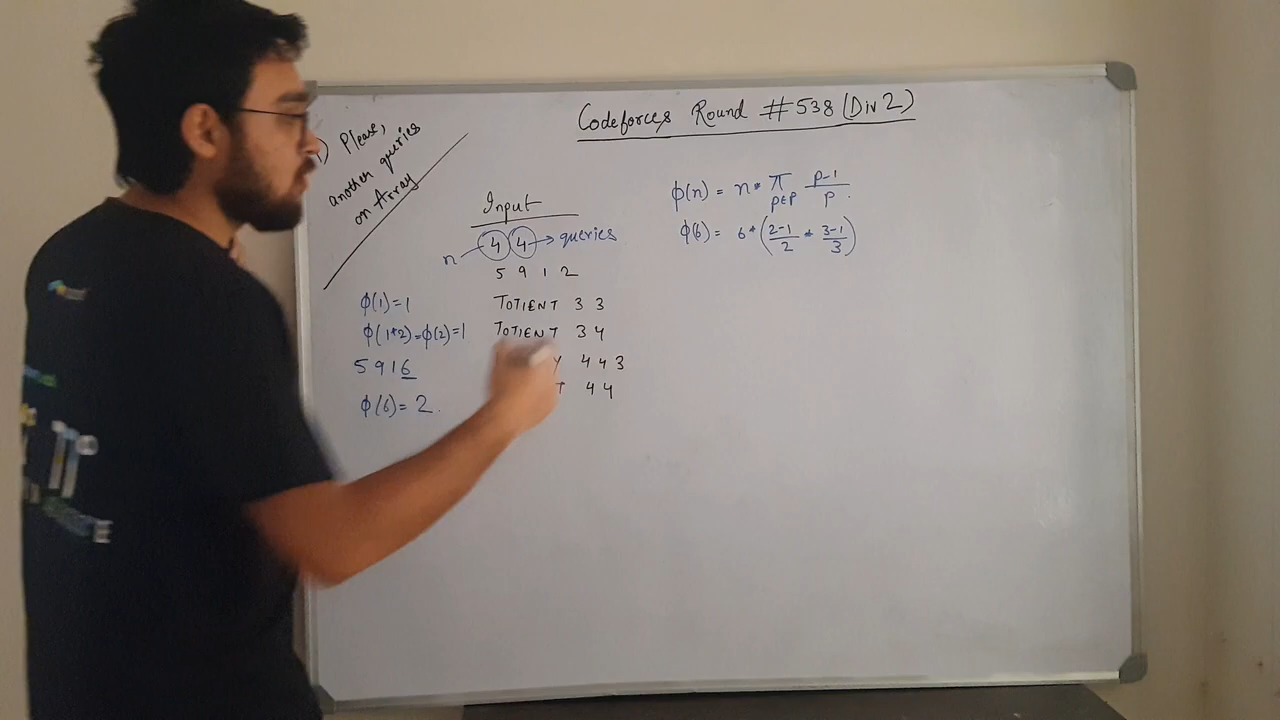 Codeforces Round #538 (Div 2)
) Please,
another queries
on Array
Input
n 4 4 → queries
5 9 1 2
TOTIENT 3 3
TOTIENT 3 4
Y 4 4 3
T 4 4
ϕ(1)=1
ϕ(1*2)=ϕ(2)=1
5 9 1 6
ϕ(6)= 2.
ϕ(n) = n * π p∈P p-1/p.
ϕ(6) = 6 * (2-1/2 * 3-1/3)